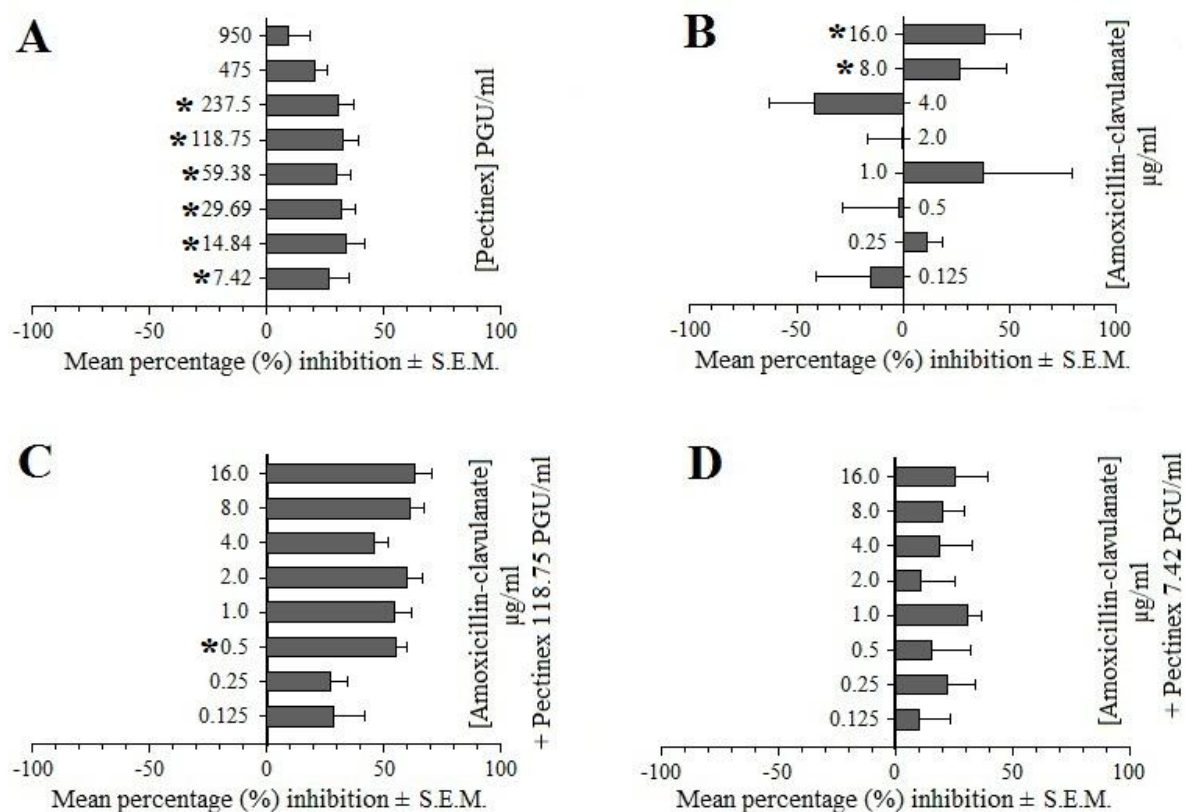 A
950
475
* 237.5
* 118.75
*59.38
*29.69
*14.84
*7.42
[Pectinex] PGU/ml
-100 -50 0 50 100
Mean percentage (%) inhibition ± S.E.M.
B
*16.0
*8.0
4.0
2.0
1.0
0.5
0.25
0.125
[Amoxicillin-clavulanate]
µg/ml
-100 -50 0 50 100
Mean percentage (%) inhibition ± S.E.M.
C
16.0
8.0
4.0
2.0
1.0
*0.5
0.25
0.125
[Amoxicillin-clavulanate]
µg/ml
+ Pectinex 118.75 PGU/ml
-100 -50 0 50 100
Mean percentage (%) inhibition ± S.E.M.
D
16.0
8.0
4.0
2.0
1.0
0.5
0.25
0.125
[Amoxicillin-clavulanate]
µg/ml
+ Pectinex 7.42 PGU/ml
-100 -50 0 50 100
Mean percentage (%) inhibition ± S.E.M.